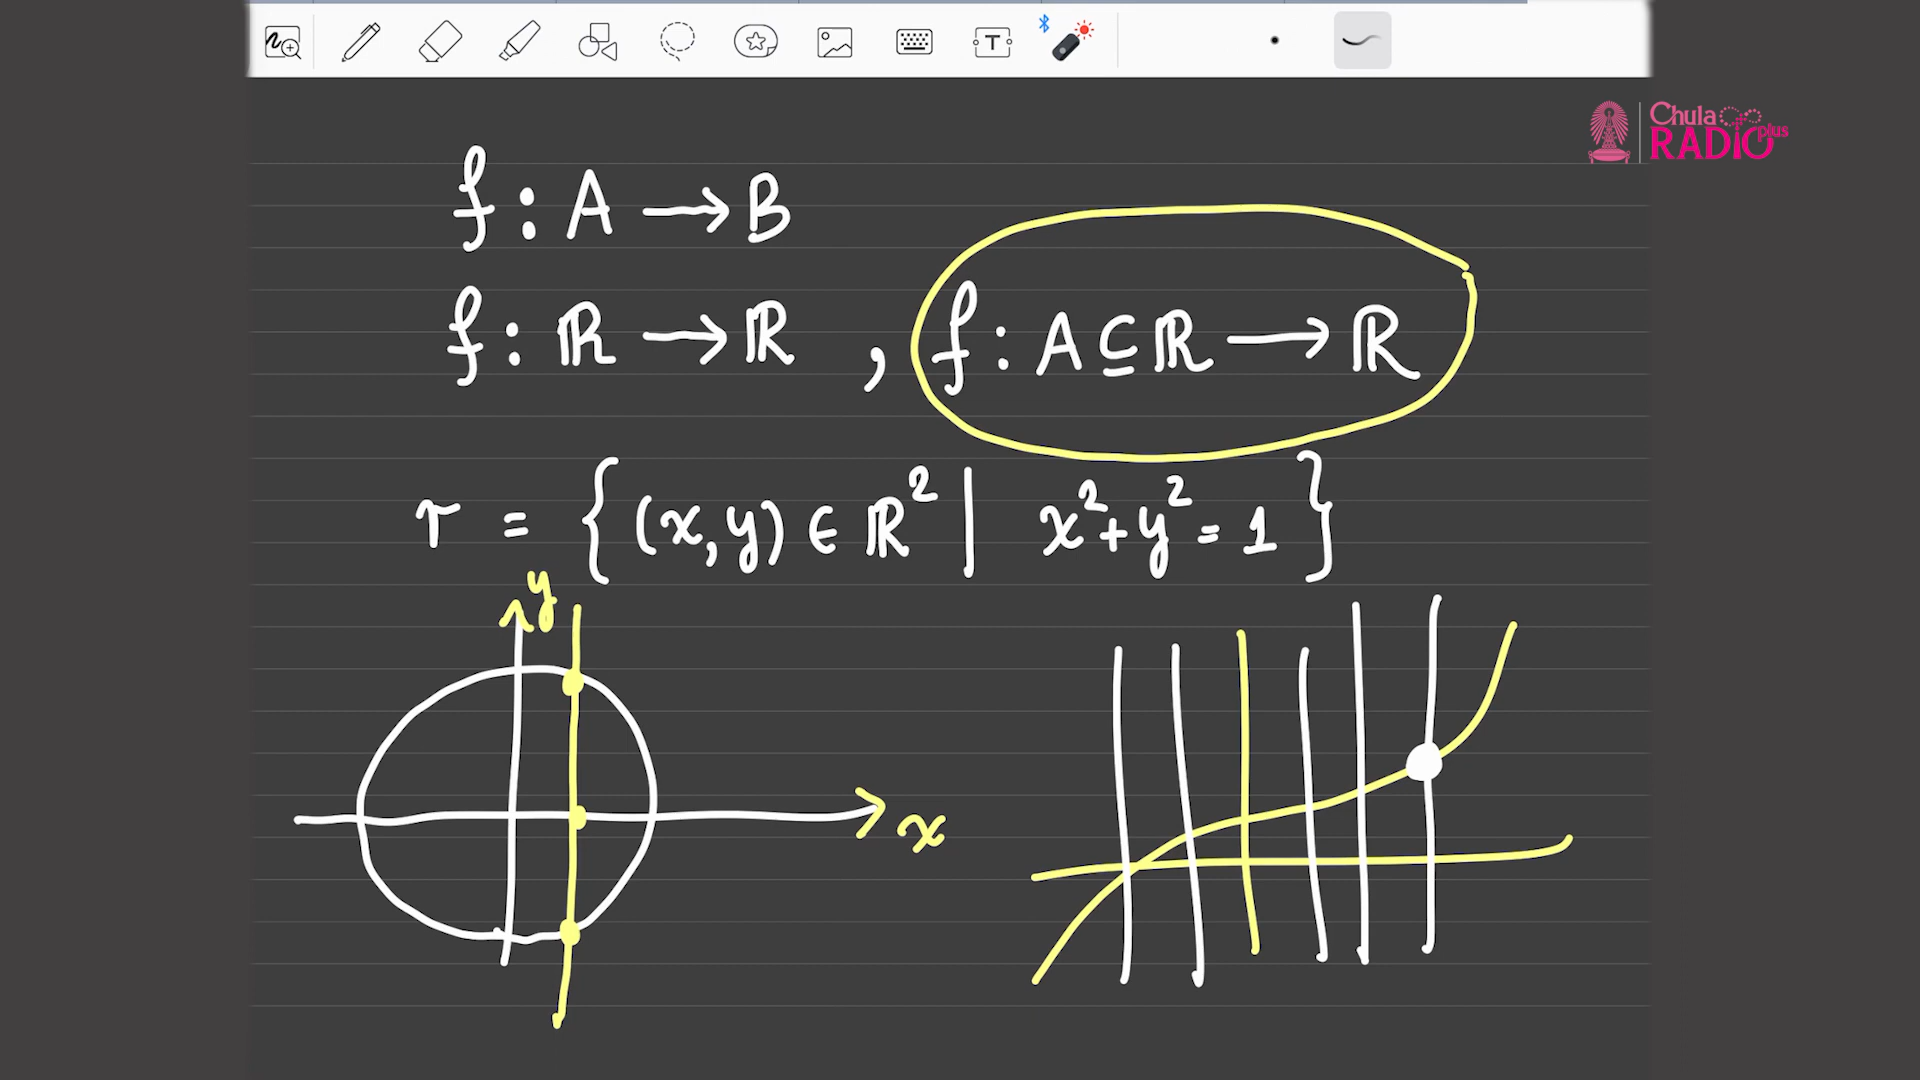 Chula
RADIO plus
f : A → B
f : ℝ → ℝ , f : A ⊆ ℝ → ℝ
r = { (x,y) ∈ ℝ² | x²+y² = 1 }
y
x
T